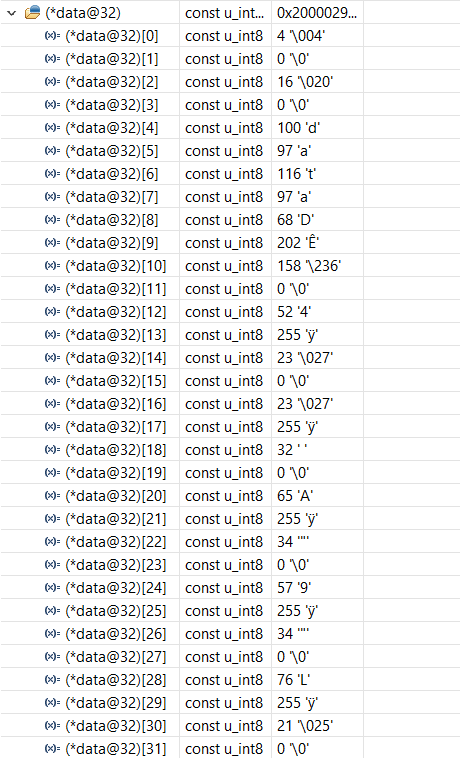 (*data@32) const u_int... 0x2000029...
(*data@32)[0] const u_int8 4 '\004'
(*data@32)[1] const u_int8 0 '\0'
(*data@32)[2] const u_int8 16 '\020'
(*data@32)[3] const u_int8 0 '\0'
(*data@32)[4] const u_int8 100 'd'
(*data@32)[5] const u_int8 97 'a'
(*data@32)[6] const u_int8 116 't'
(*data@32)[7] const u_int8 97 'a'
(*data@32)[8] const u_int8 68 'D'
(*data@32)[9] const u_int8 202 'Ê'
(*data@32)[10] const u_int8 158 '\236'
(*data@32)[11] const u_int8 0 '\0'
(*data@32)[12] const u_int8 52 '4'
(*data@32)[13] const u_int8 255 'ÿ'
(*data@32)[14] const u_int8 23 '\027'
(*data@32)[15] const u_int8 0 '\0'
(*data@32)[16] const u_int8 23 '\027'
(*data@32)[17] const u_int8 255 'ÿ'
(*data@32)[18] const u_int8 32 ' '
(*data@32)[19] const u_int8 0 '\0'
(*data@32)[20] const u_int8 65 'A'
(*data@32)[21] const u_int8 255 'ÿ'
(*data@32)[22] const u_int8 34 '"'
(*data@32)[23] const u_int8 0 '\0'
(*data@32)[24] const u_int8 57 '9'
(*data@32)[25] const u_int8 255 'ÿ'
(*data@32)[26] const u_int8 34 '"'
(*data@32)[27] const u_int8 0 '\0'
(*data@32)[28] const u_int8 76 'L'
(*data@32)[29] const u_int8 255 'ÿ'
(*data@32)[30] const u_int8 21 '\025'
(*data@32)[31] const u_int8 0 '\0'